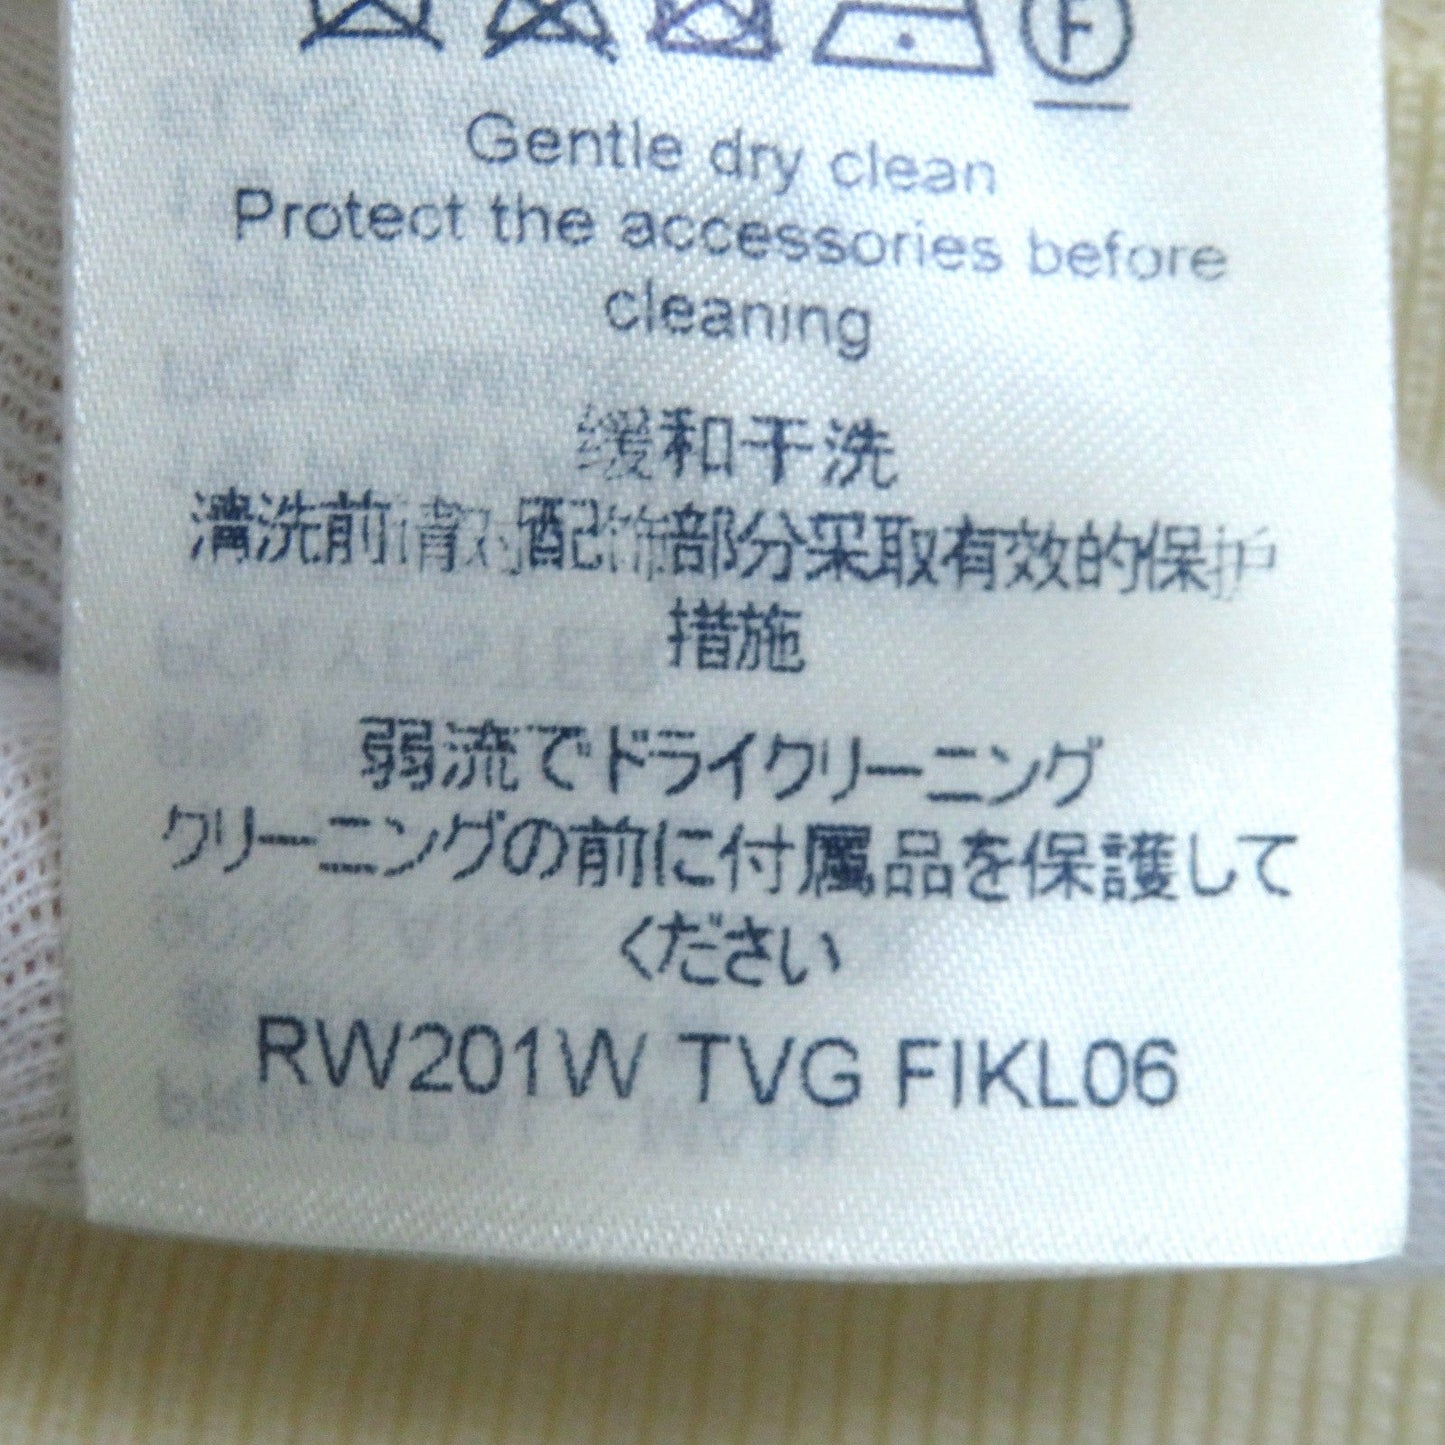 F
Gentle dry clean
Protect the accessories before
cleaning
缓和干洗
清洗前请对配饰部分采取有效的保护
措施
弱流でドライクリーニング
クリーニングの前に付属品を保護して
ください
RW201W TVG FIKL06